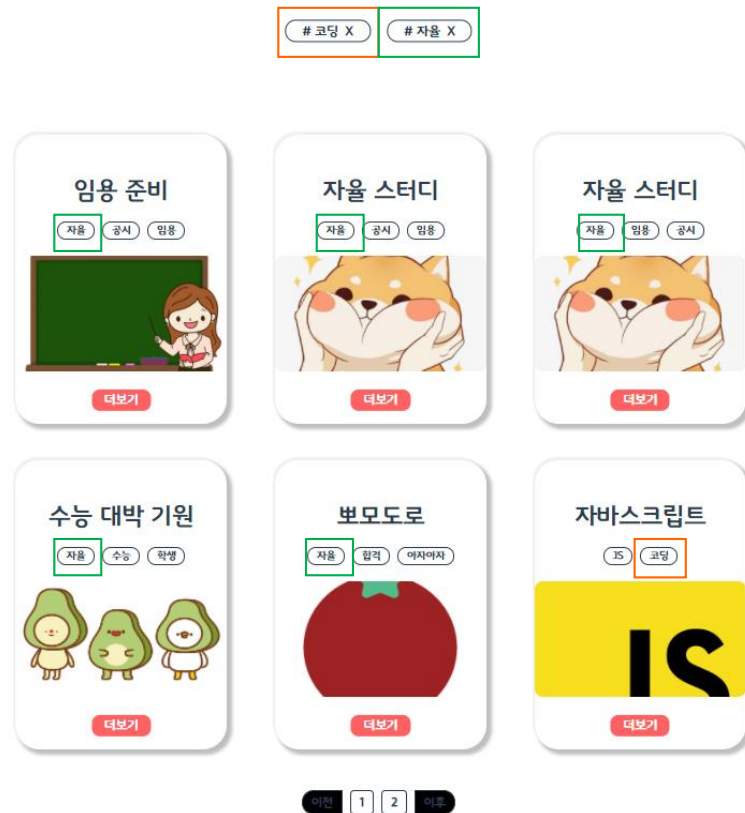 # 코딩 X # 자율 X
임용 준비
자율 공시 임용
더보기
자율 스터디
자율 공시 임용
더보기
자율 스터디
자율 임용 공시
더보기
수능 대박 기원
자율 수능 학생
더보기
뽀모도로
자율 합격 아자아자
더보기
자바스크립트
JS 코딩
JS
더보기
이전 1 2 이후